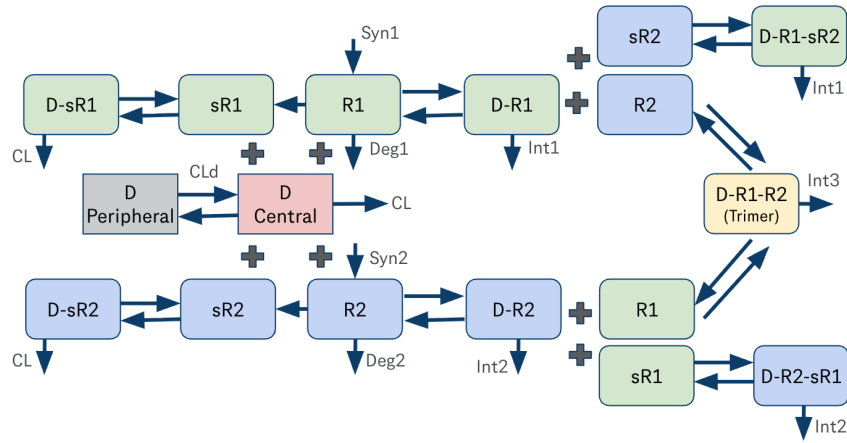 Syn1
sR2
D-R1-sR2
D-sR1
sR1
R1
D-R1
R2
Int1
CL
Deg1
Int1
D
Peripheral
CLd
D
Central
CL
D-R1-R2
(Trimer)
Int3
Syn2
D-sR2
sR2
R2
D-R2
R1
CL
Deg2
Int2
sR1
D-R2-sR1
Int2